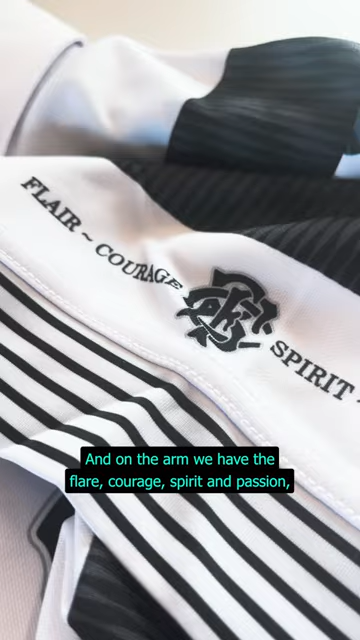 FLAIR ~ COURAGE
SPIRIT ~
And on the arm we have the
flare, courage, spirit and passion,